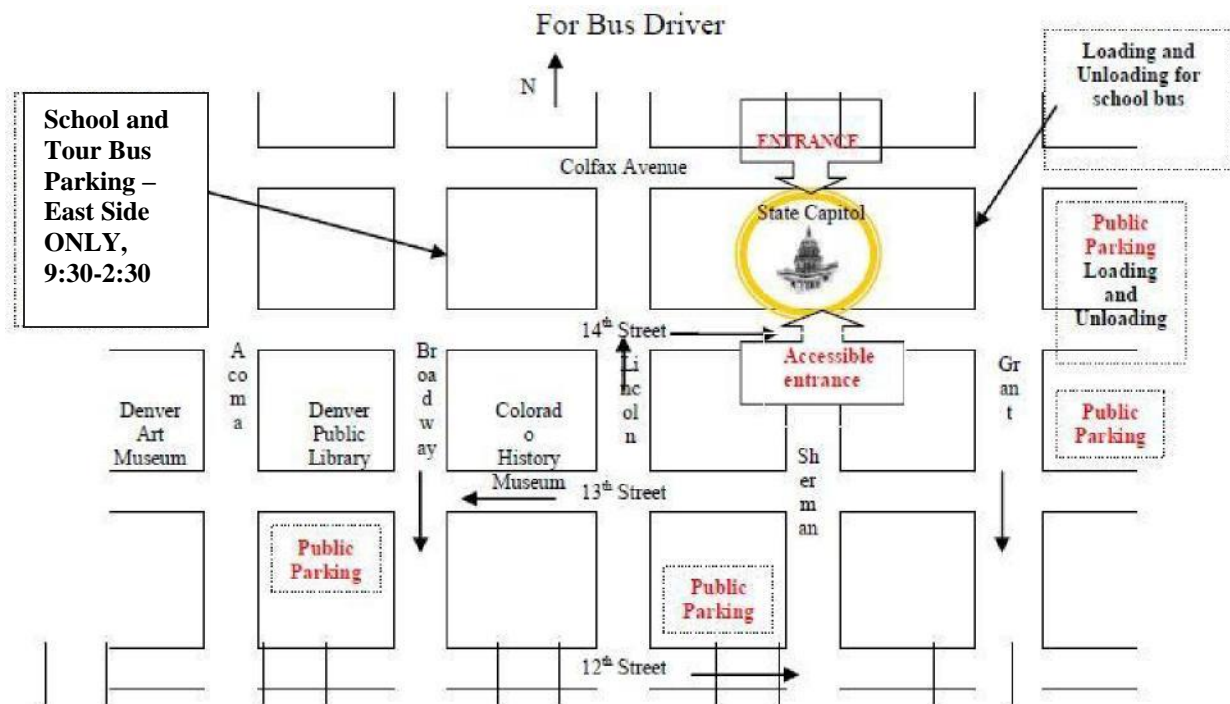 For Bus Driver
N
School and
Tour Bus
Parking –
East Side
ONLY,
9:30-2:30
Loading and
Unloading for
school bus
ENTRANCE
Colfax Avenue
State Capitol
Public
Parking
Loading
and
Unloading
14th Street
Accessible
entrance
A
co
m
a
Br
oa
d
w
ay
Li
nc
ol
n
Gr
an
t
Denver
Art
Museum
Denver
Public
Library
Colorad
o
History
Museum
Public
Parking
Sh
er
m
an
13th Street
Public
Parking
Public
Parking
12th Street